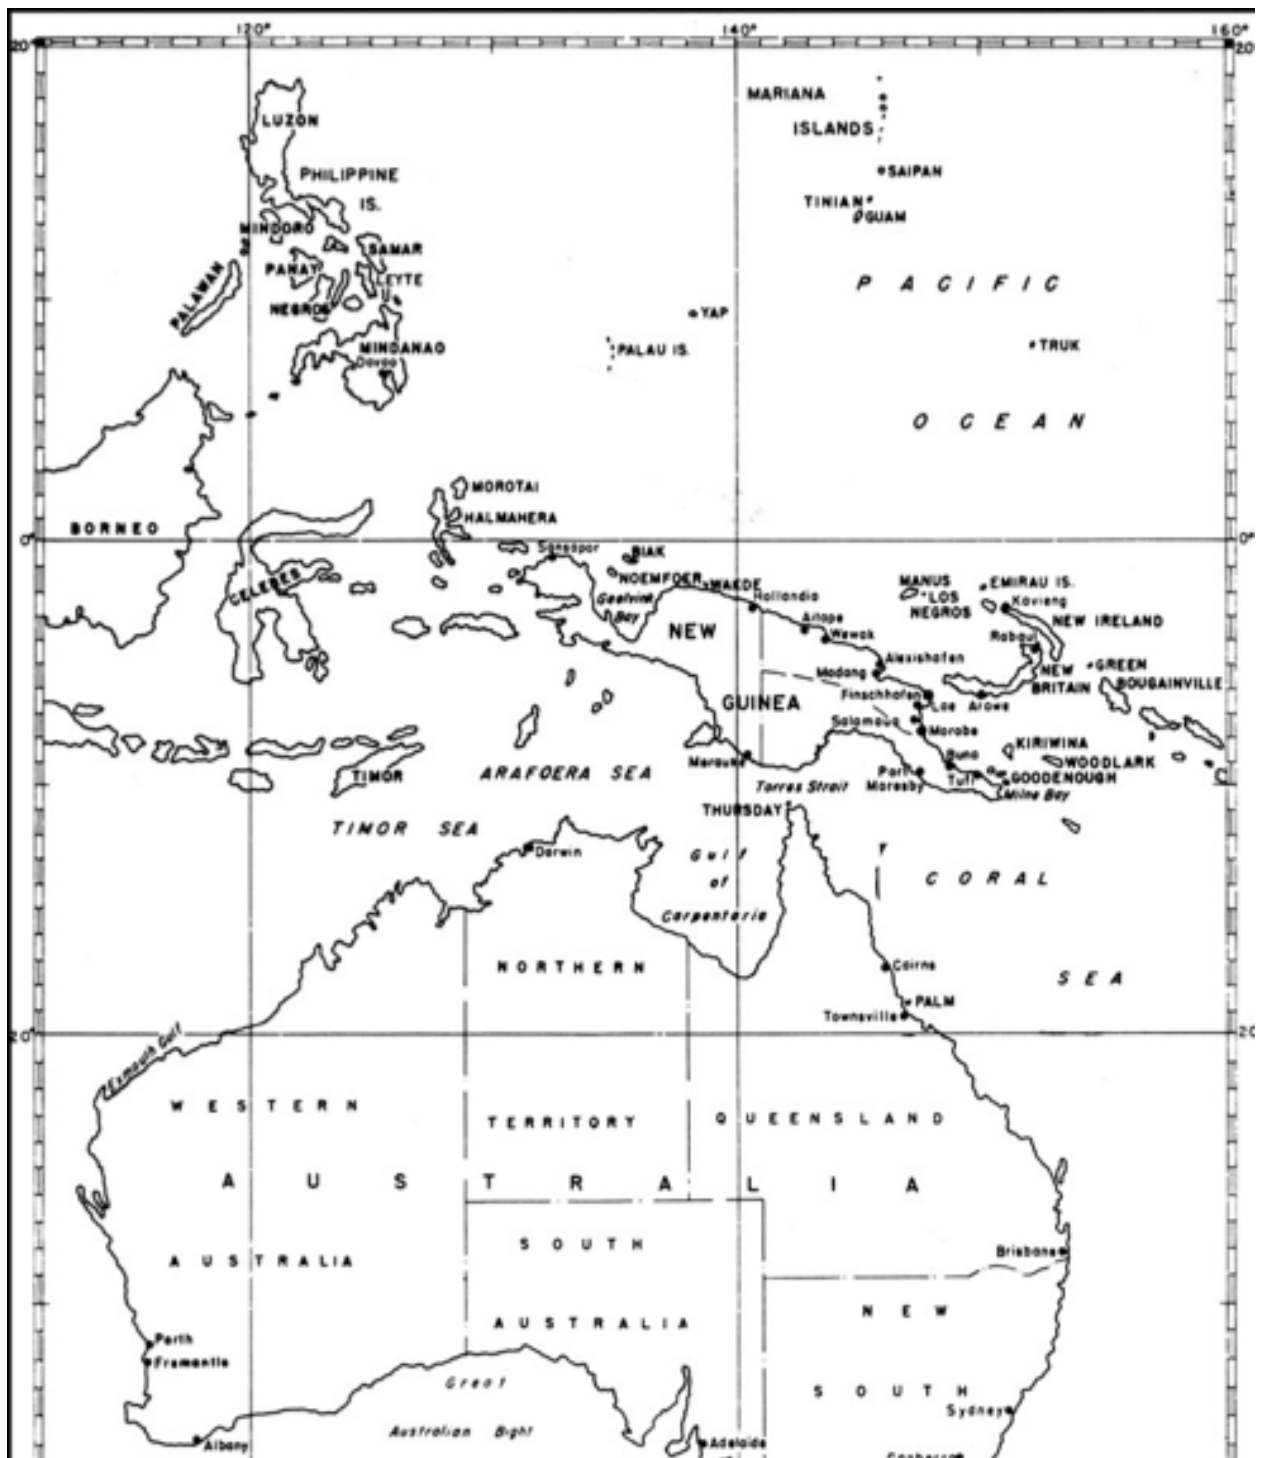 120°
140°
160°
20°
20
MARIANA
ISLANDS
LUZON
SAIPAN
PHILIPPINE
IS.
TINIAN
GUAM
MINDORO
SAMAR
PANAY
LEYTE
PALAWAN
NEGROS
PACIFIC
YAP
MINDANAO
Davao
PALAU IS.
TRUK
OCEAN
MOROTAI
HALMAHERA
BORNEO
0°
0°
Sansapor
BIAK
CELEBES
NOEMFOER
WAKDE
Geelvink
Bay
Hollandia
MANUS
LOS
NEGROS
EMIRAU IS.
Kavieng
NEW IRELAND
NEW
Aitape
Wewak
Rabaul
Alexishafen
Madang
GREEN
NEW
BRITAIN
BOUGAINVILLE
GUINEA
Finschhafen
Lae
Arawe
Salamaua
Morobe
KIRIWINA
Merauke
Buna
WOODLARK
TIMOR
ARAFOERA SEA
Torres Strait
Port
Moresby
Tufi
GOODENOUGH
Milne Bay
THURSDAY
TIMOR SEA
Darwin
Gulf
of
Carpentaria
CORAL
Cairns
NORTHERN
SEA
PALM
Townsville
20°
20
Exmouth Gulf
WESTERN
TERRITORY
QUEENSLAND
AUSTRALIA
SOUTH
Brisbane
AUSTRALIA
NEW
AUSTRALIA
Perth
Fremantle
Great
SOUTH
Sydney
Australian Bight
Albany
Adelaide
Canberra